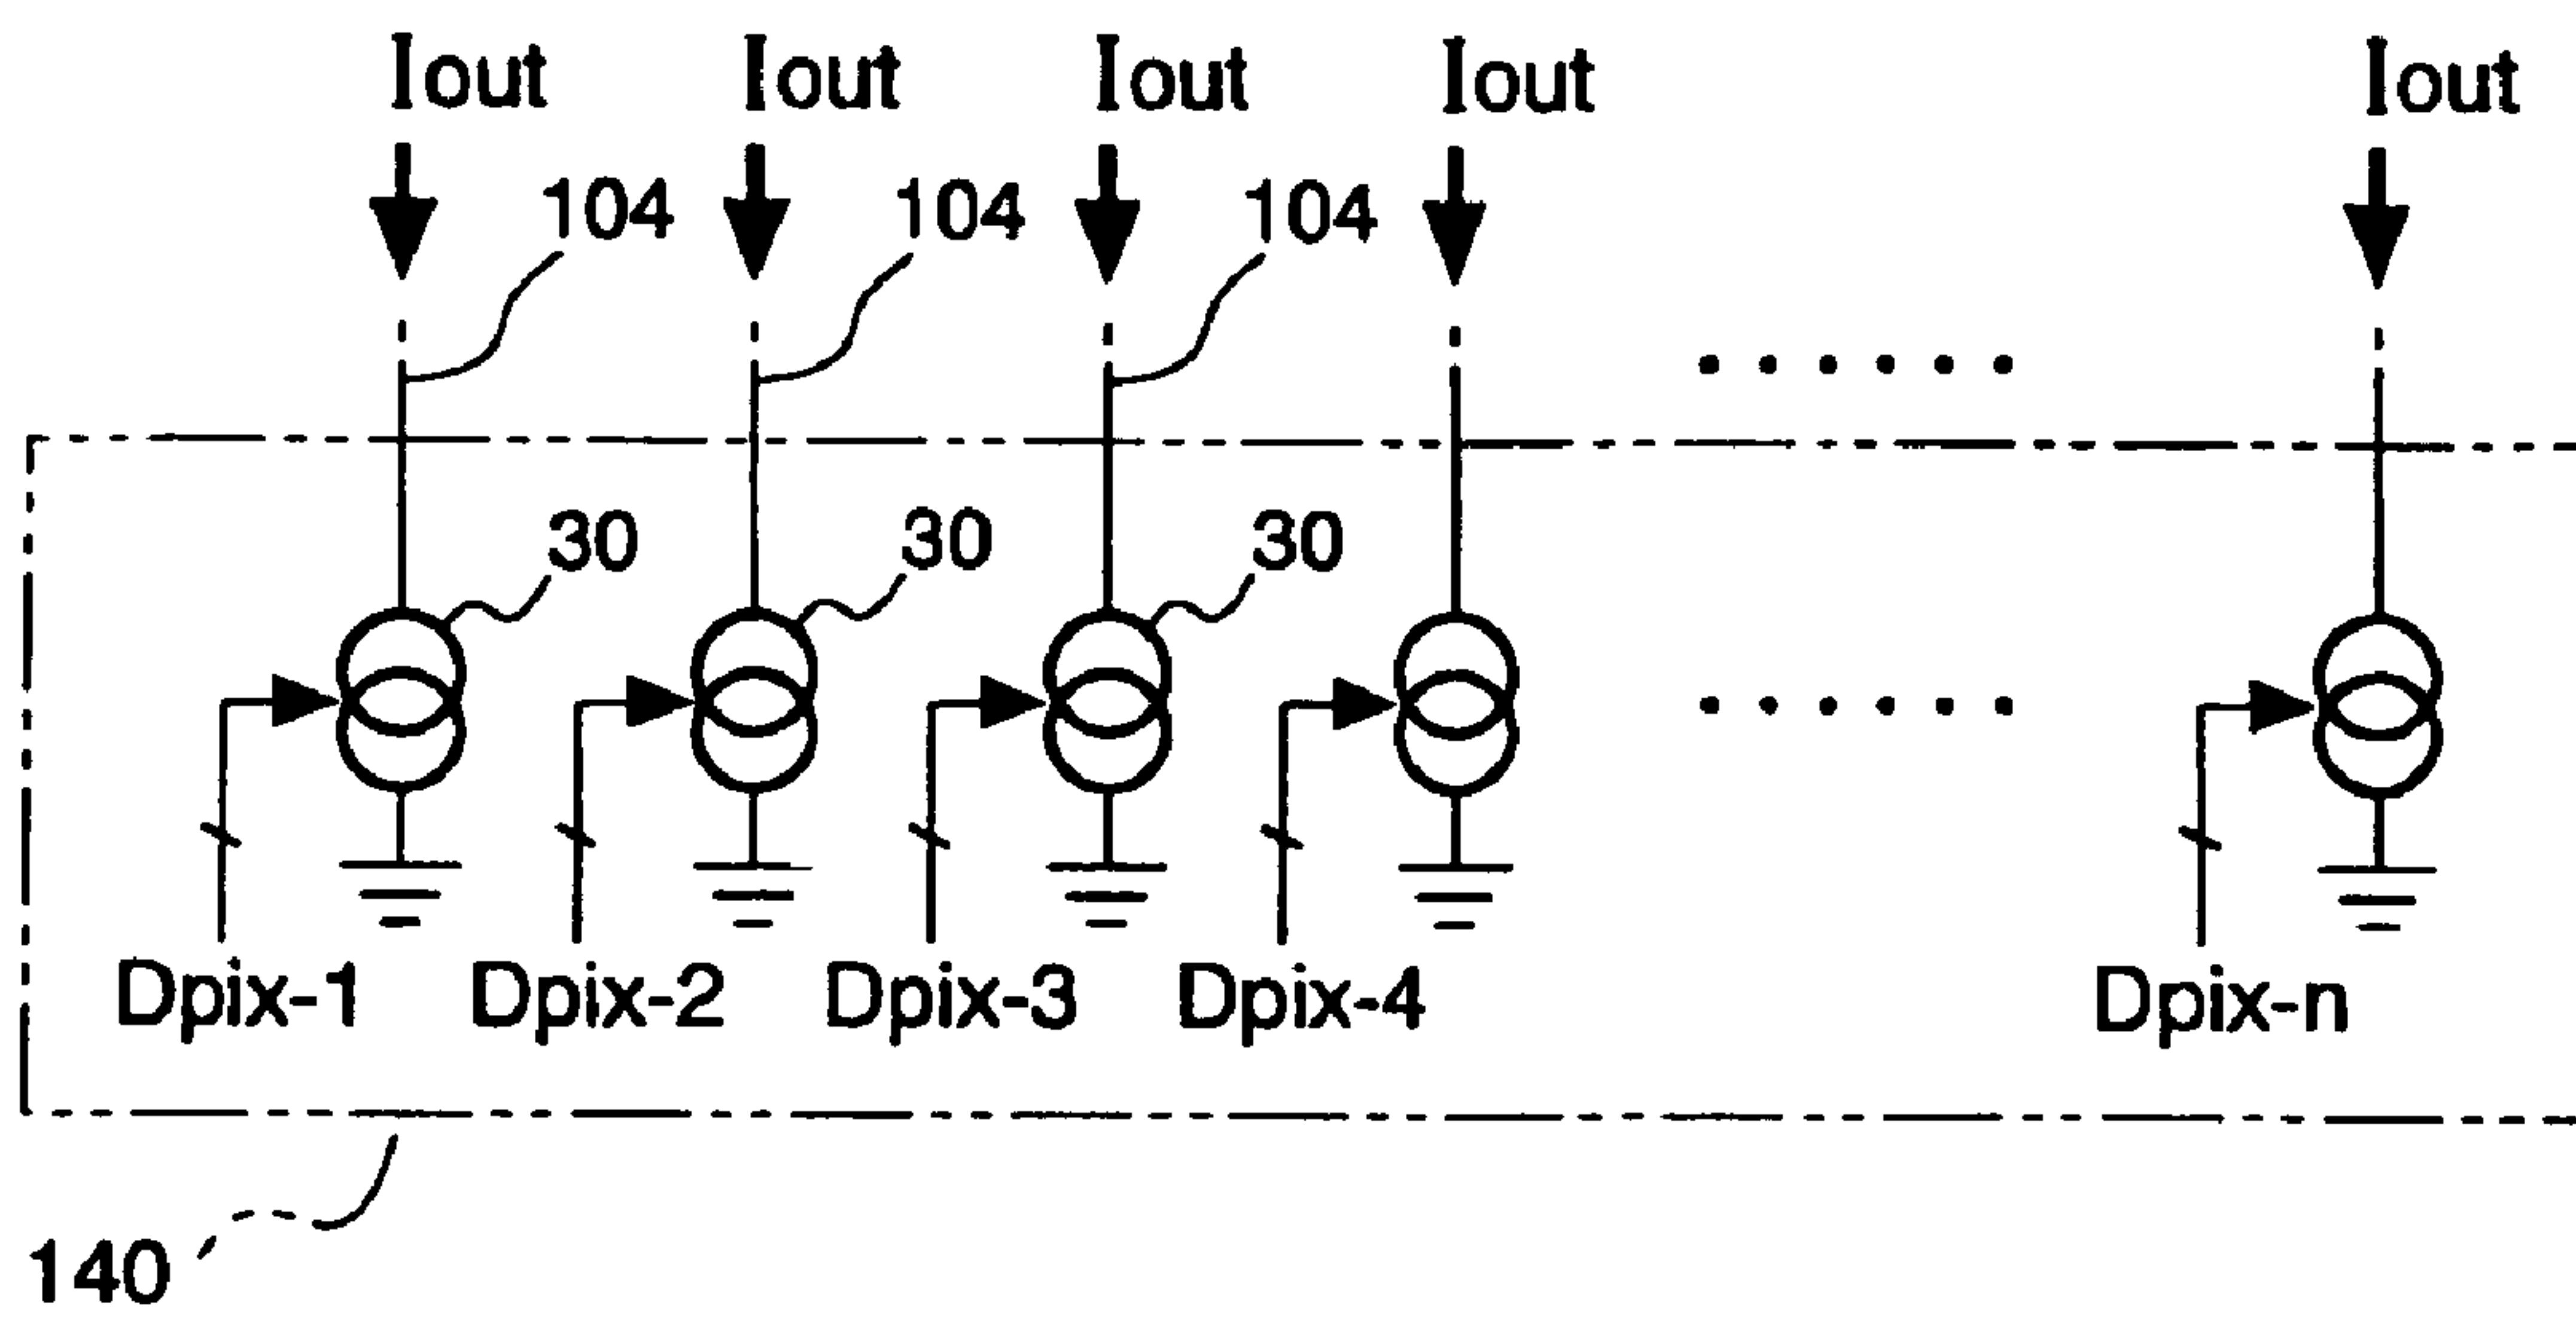 Iout Iout Iout Iout Iout
104 104 104
30 30 30
Dpix-1 Dpix-2 Dpix-3 Dpix-4 Dpix-n
140